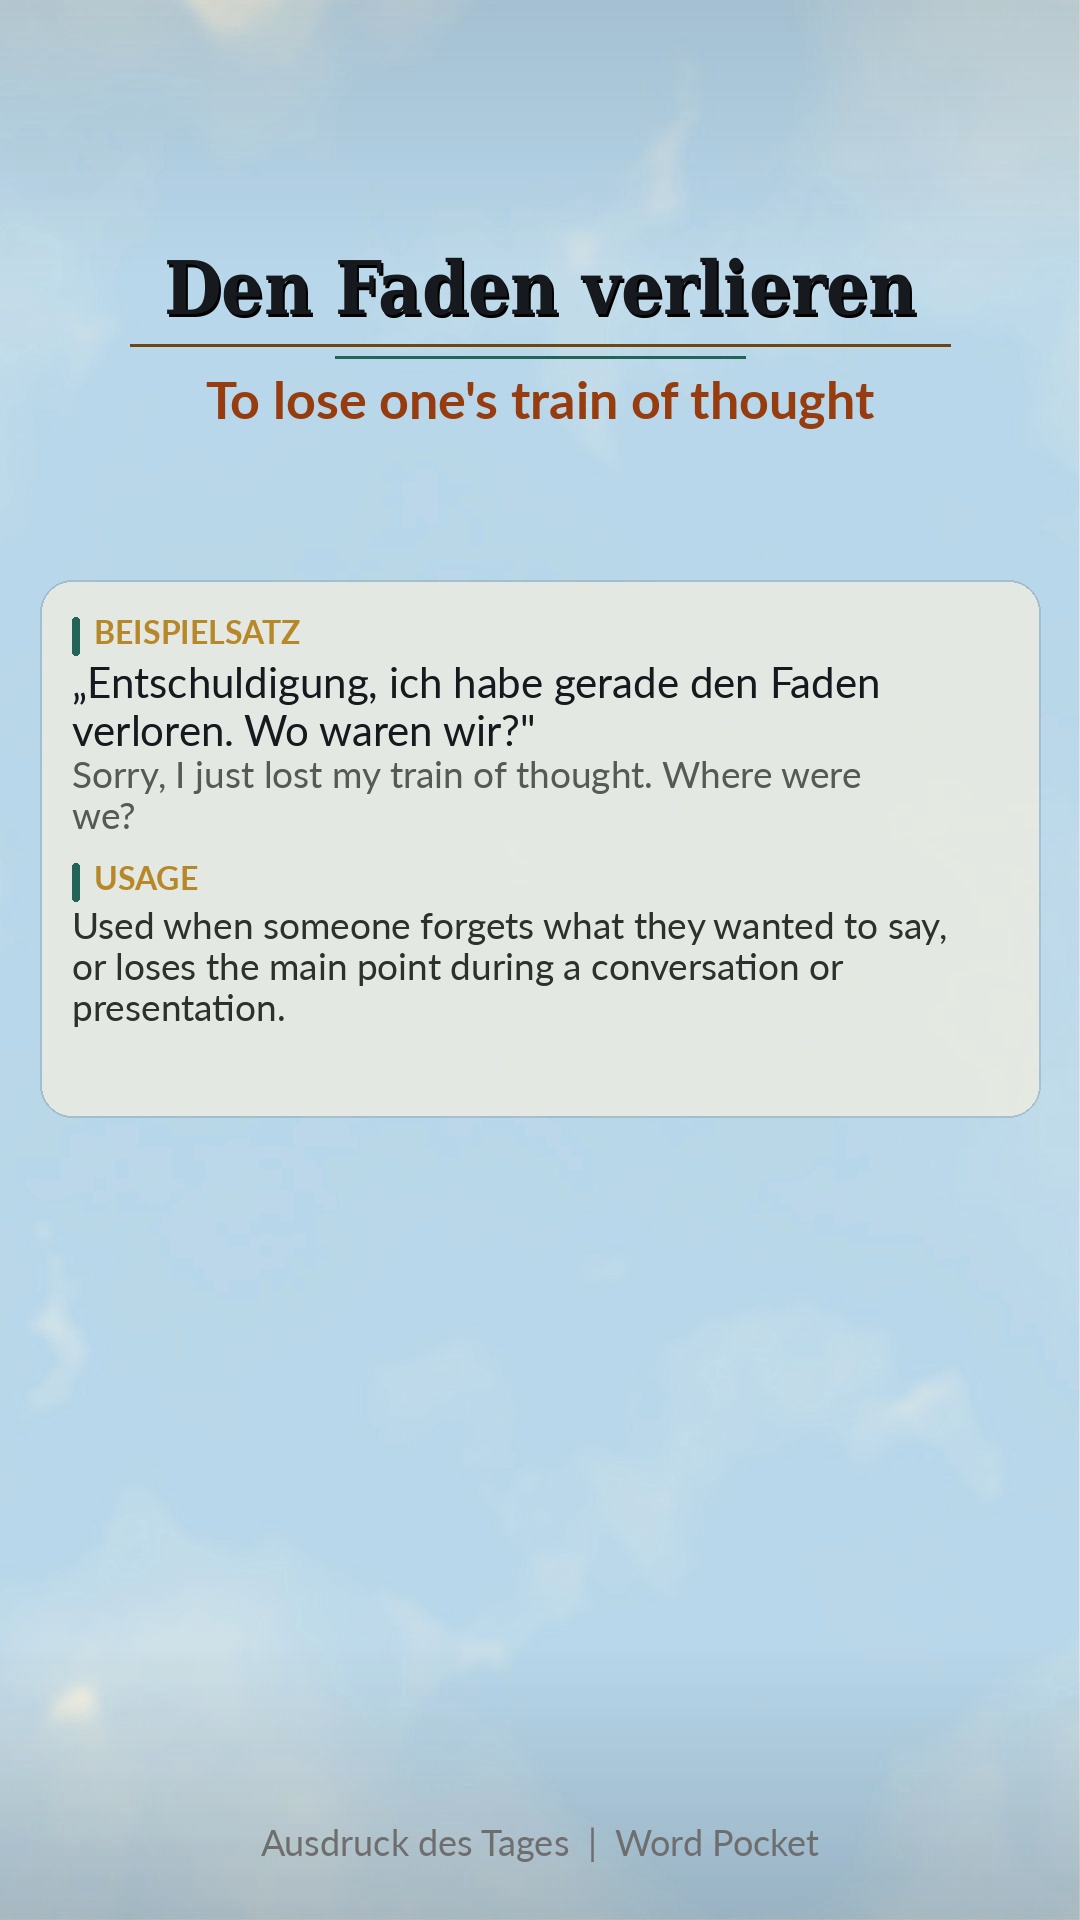 Den Faden verlieren
To lose one's train of thought
BEISPIELSATZ
„Entschuldigung, ich habe gerade den Faden
verloren. Wo waren wir?"
Sorry, I just lost my train of thought. Where were
we?
USAGE
Used when someone forgets what they wanted to say,
or loses the main point during a conversation or
presentation.
Ausdruck des Tages | Word Pocket